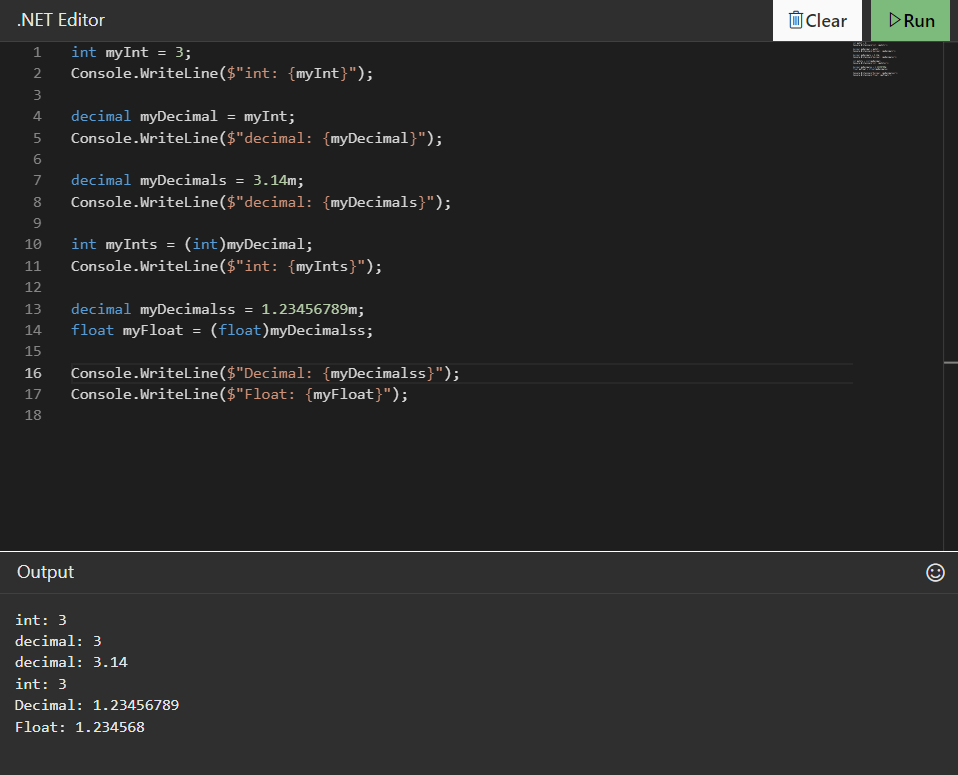 .NET Editor
Clear
Run
1 int myInt = 3;
2 Console.WriteLine($"int: {myInt}");
3
4 decimal myDecimal = myInt;
5 Console.WriteLine($"decimal: {myDecimal}");
6
7 decimal myDecimals = 3.14m;
8 Console.WriteLine($"decimal: {myDecimals}");
9
10 int myInts = (int)myDecimal;
11 Console.WriteLine($"int: {myInts}");
12
13 decimal myDecimalss = 1.23456789m;
14 float myFloat = (float)myDecimalss;
15
16 Console.WriteLine($"Decimal: {myDecimalss}");
17 Console.WriteLine($"Float: {myFloat}");
18
Output
int: 3
decimal: 3
decimal: 3.14
int: 3
Decimal: 1.23456789
Float: 1.234568